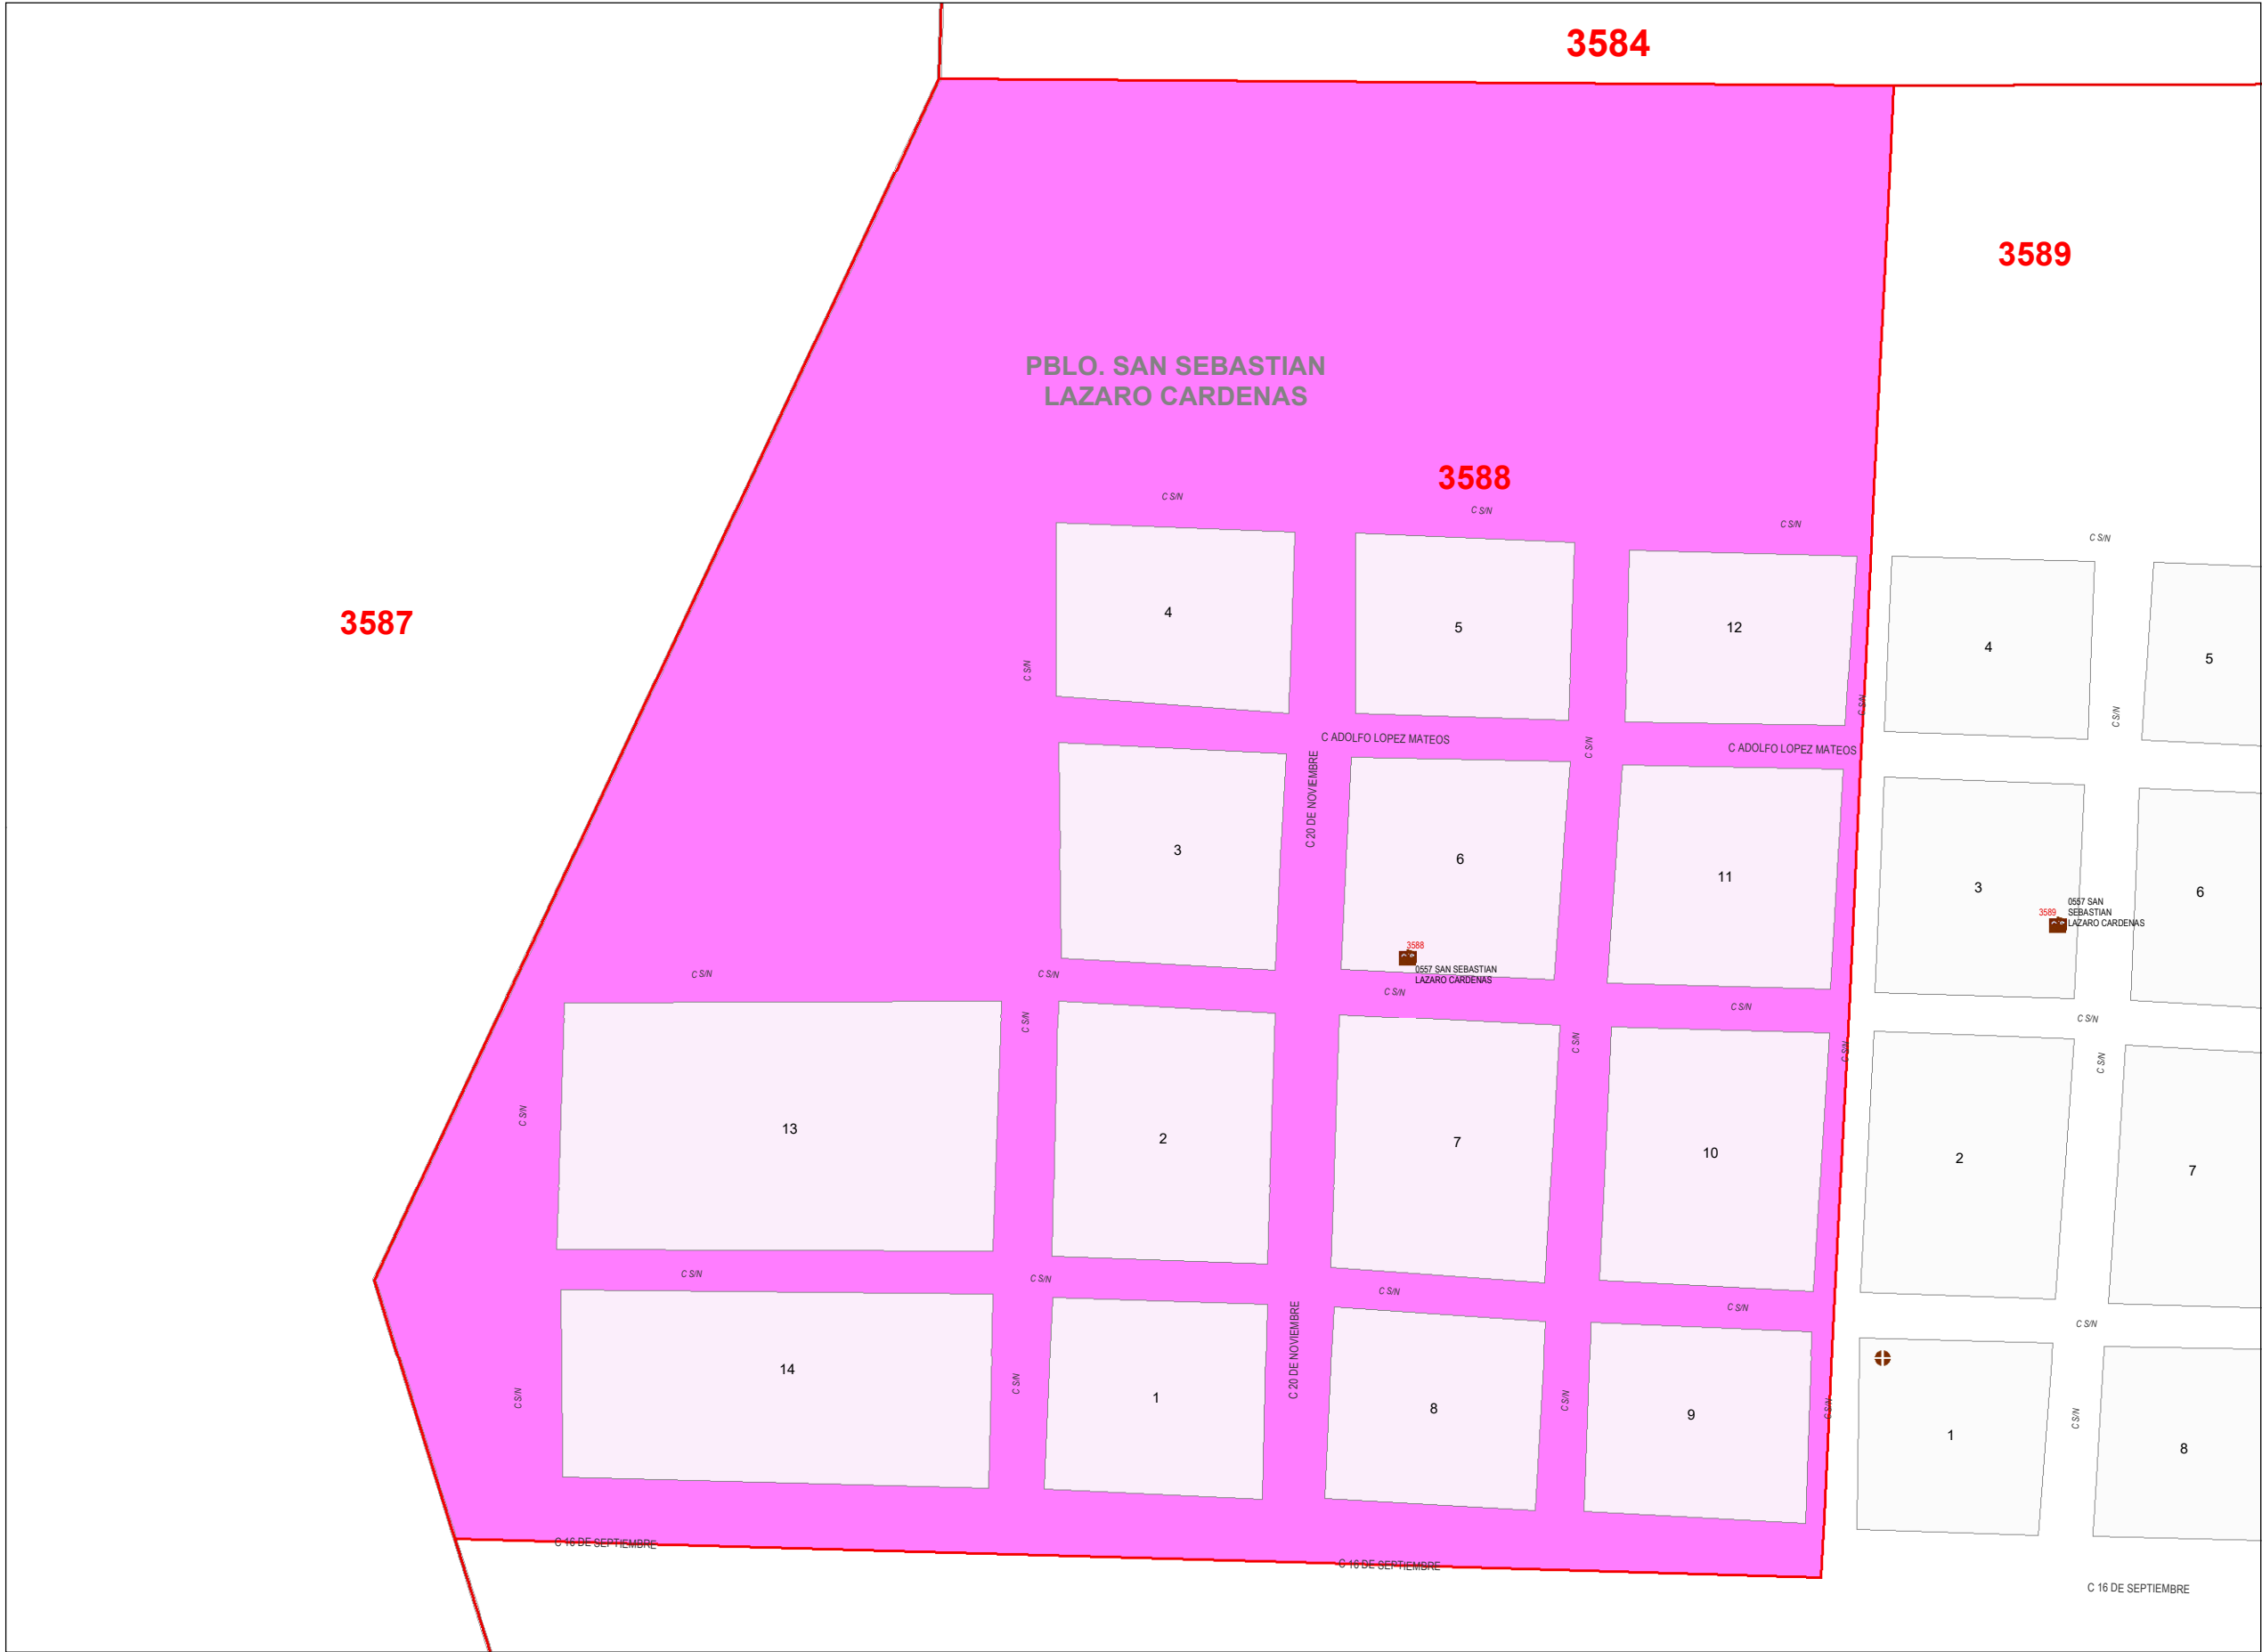 3584
3589
PBLO. SAN SEBASTIAN
LAZARO CARDENAS
3588
C S/N
C S/N
C S/N
C S/N
3587
4
5
12
4
5
C S/N
C S/N
C S/N
C ADOLFO LOPEZ MATEOS
C S/N
C ADOLFO LOPEZ MATEOS
C 20 DE NOVIEMBRE
3
6
11
3
6
0557 SAN
3589
SEBASTIAN
LAZARO CARDENAS
3588
0557 SAN SEBASTIAN
LAZARO CARDENAS
C S/N
C S/N
C S/N
C S/N
C S/N
C S/N
C S/N
C S/N
C S/N
C S/N
13
2
7
10
2
7
C S/N
C S/N
C S/N
C S/N
C S/N
C 20 DE NOVIEMBRE
C S/N
14
1
8
9
1
8
C S/N
C S/N
C S/N
C S/N
C S/N
C 16 DE SEPTIEMBRE
C 16 DE SEPTIEMBRE
C 16 DE SEPTIEMBRE